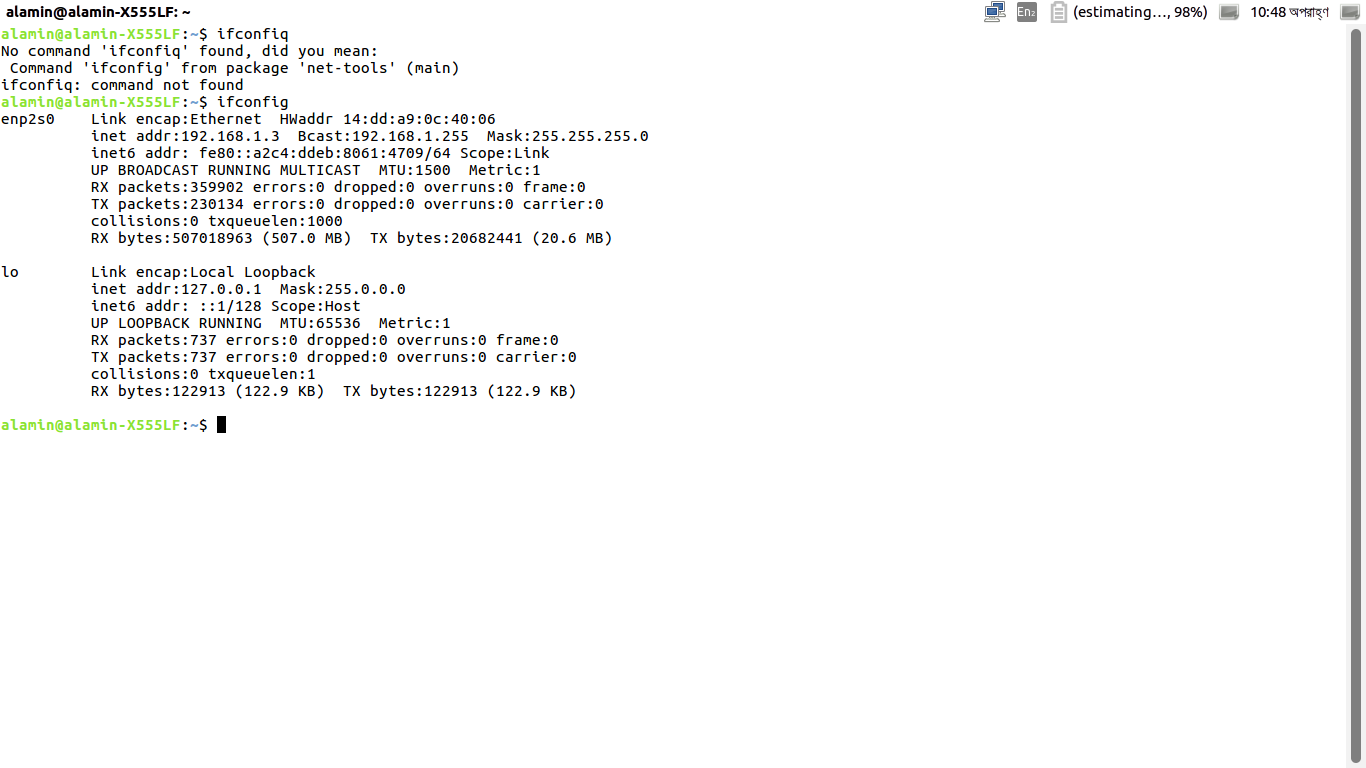 alamin@alamin-X555LF: ~
En₂ (estimating..., 98%) 10:48 অপরাহ্ণ
alamin@alamin-X555LF:~$ ifconfiq
No command 'ifconfiq' found, did you mean:
 Command 'ifconfig' from package 'net-tools' (main)
ifconfiq: command not found
alamin@alamin-X555LF:~$ ifconfig
enp2s0    Link encap:Ethernet  HWaddr 14:dd:a9:0c:40:06
          inet addr:192.168.1.3  Bcast:192.168.1.255  Mask:255.255.255.0
          inet6 addr: fe80::a2c4:ddeb:8061:4709/64 Scope:Link
          UP BROADCAST RUNNING MULTICAST  MTU:1500  Metric:1
          RX packets:359902 errors:0 dropped:0 overruns:0 frame:0
          TX packets:230134 errors:0 dropped:0 overruns:0 carrier:0
          collisions:0 txqueuelen:1000
          RX bytes:507018963 (507.0 MB)  TX bytes:20682441 (20.6 MB)

lo        Link encap:Local Loopback
          inet addr:127.0.0.1  Mask:255.0.0.0
          inet6 addr: ::1/128 Scope:Host
          UP LOOPBACK RUNNING  MTU:65536  Metric:1
          RX packets:737 errors:0 dropped:0 overruns:0 frame:0
          TX packets:737 errors:0 dropped:0 overruns:0 carrier:0
          collisions:0 txqueuelen:1
          RX bytes:122913 (122.9 KB)  TX bytes:122913 (122.9 KB)

alamin@alamin-X555LF:~$